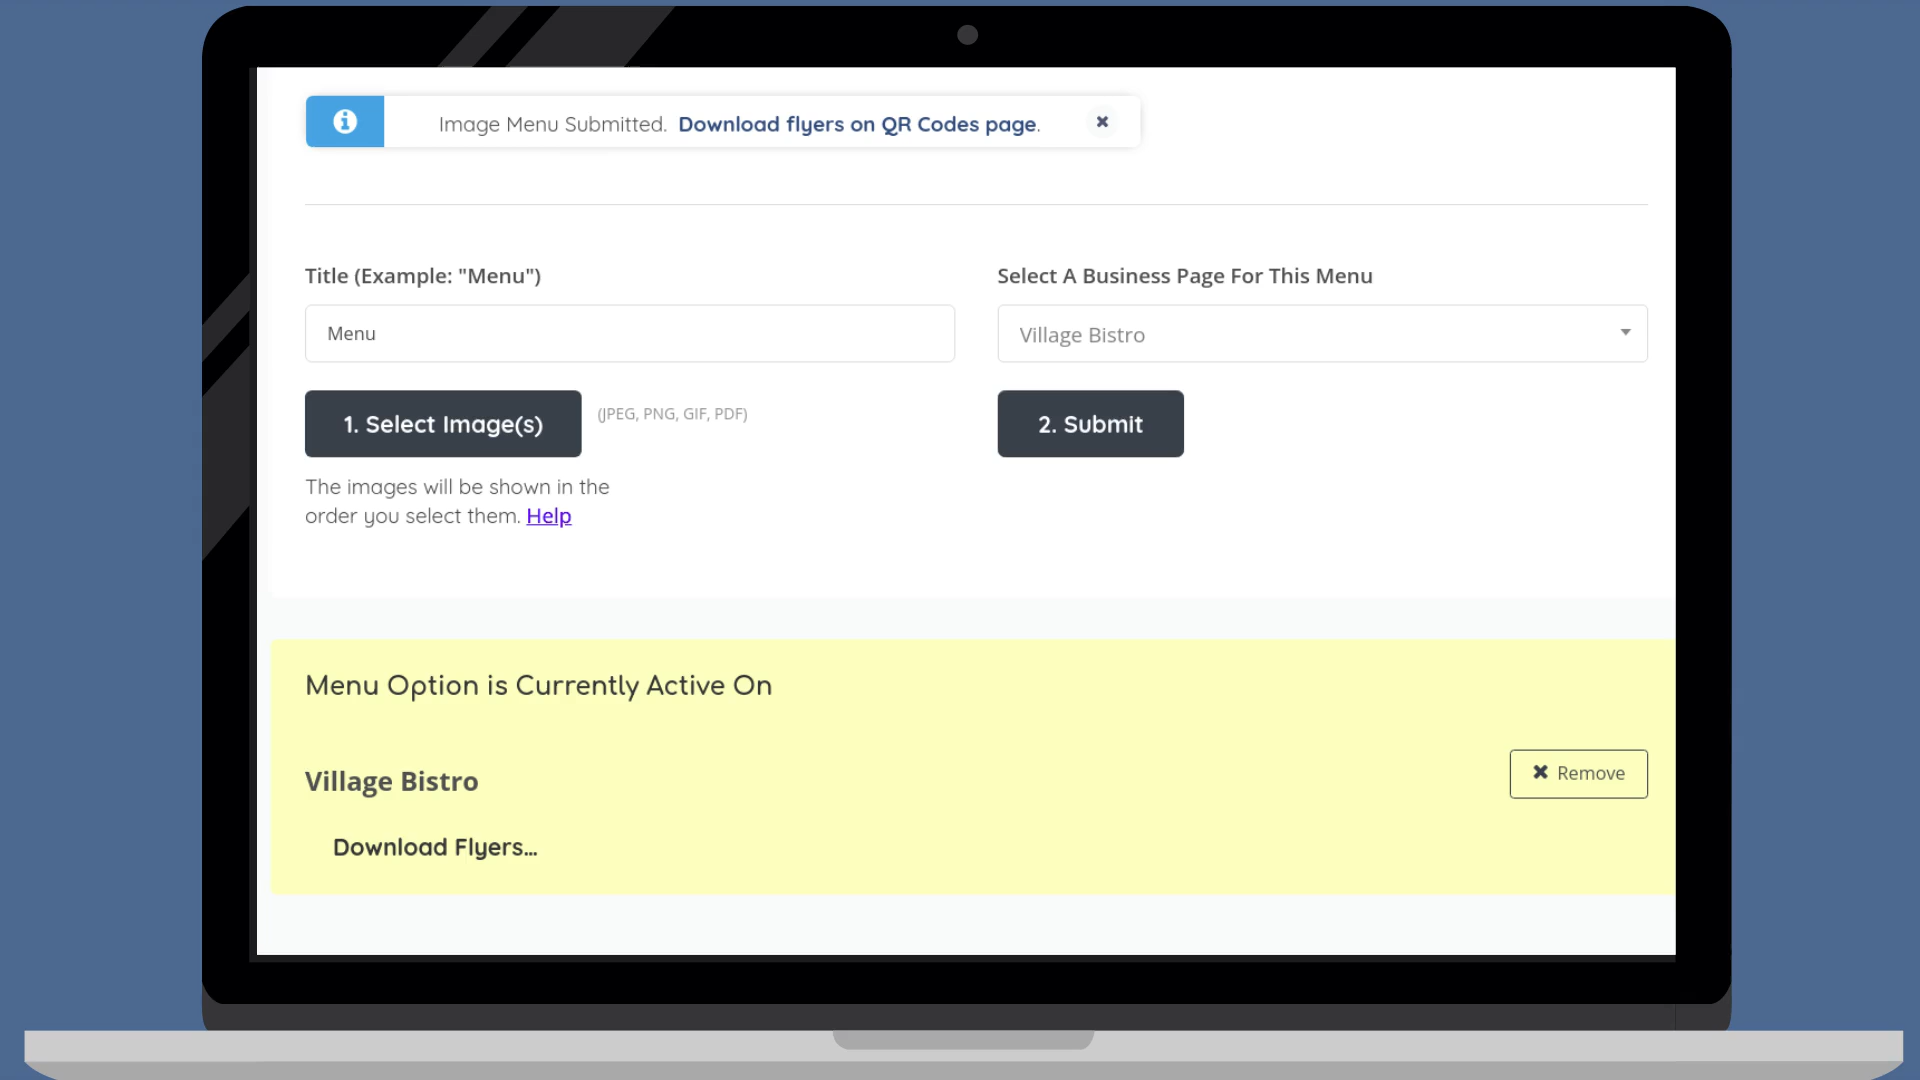 Image Menu Submitted. Download flyers on QR Codes page.
Title (Example: "Menu")
Menu
Select A Business Page For This Menu
Village Bistro
1. Select Image(s)
(JPEG, PNG, GIF, PDF)
2. Submit
The images will be shown in the
order you select them. Help
Menu Option is Currently Active On
Village Bistro
Remove
Download Flyers...